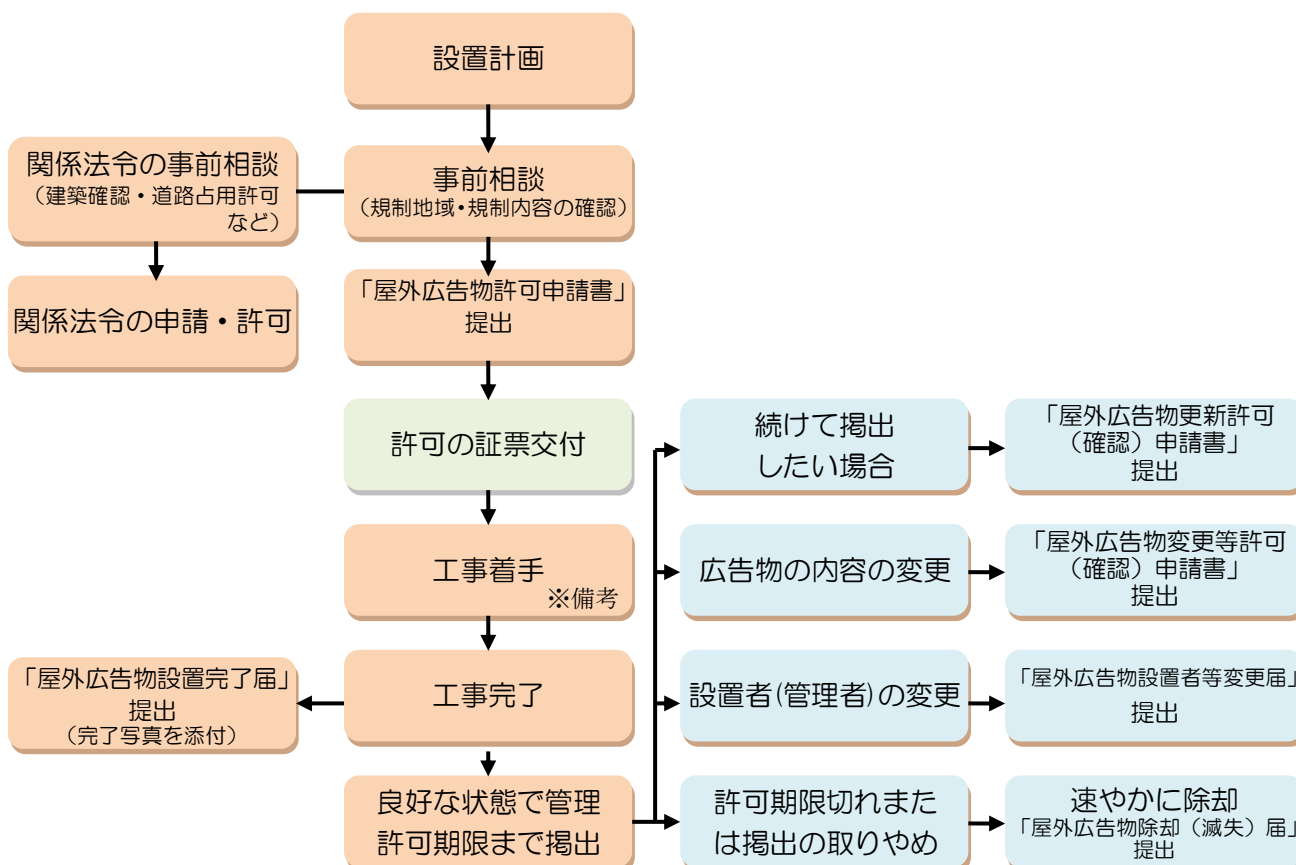 設置計画
関係法令の事前相談
（建築確認・道路占用許可
など）
事前相談
（規制地域・規制内容の確認）
関係法令の申請・許可
「屋外広告物許可申請書」
提出
許可の証票交付
続けて掲出
したい場合
「屋外広告物更新許可
（確認）申請書」
提出
工事着手
※備考
広告物の内容の変更
「屋外広告物変更等許可
（確認）申請書」
提出
「屋外広告物設置完了届」
提出
（完了写真を添付）
工事完了
設置者(管理者)の変更
「屋外広告物設置者等変更届」
提出
良好な状態で管理
許可期限まで掲出
許可期限切れまた
は掲出の取りやめ
速やかに除却
「屋外広告物除却（滅失）届」
提出